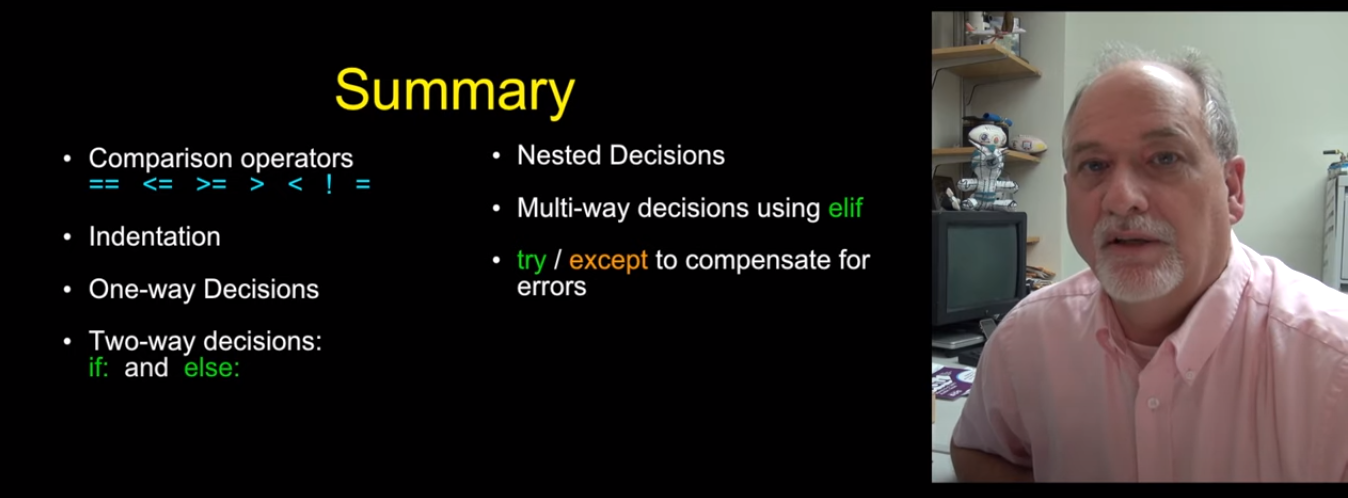 Summary
• Comparison operators
== <= >= > < ! =
• Indentation
• One-way Decisions
• Two-way decisions:
if: and else:
• Nested Decisions
• Multi-way decisions using elif
• try / except to compensate for
errors